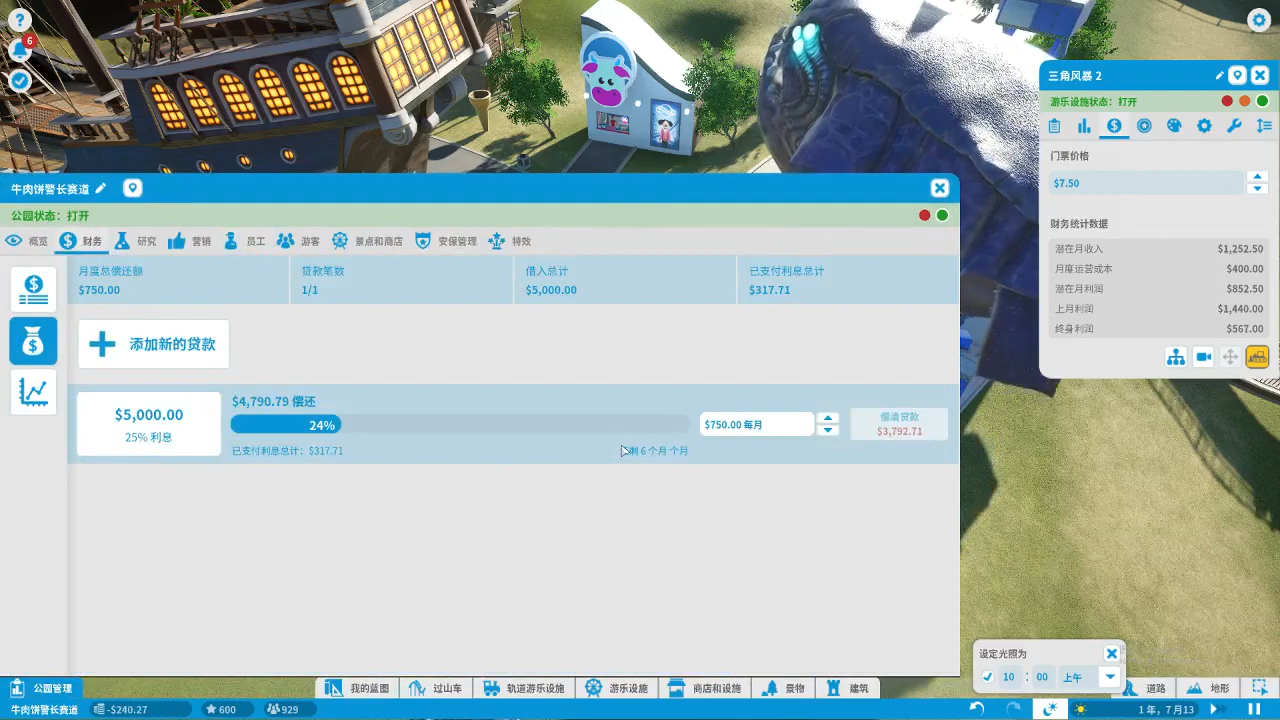 ?
6
牛肉饼警长赛道
公园状态：打开
概览
财务
研究
营销
员工
游客
景点和商店
安保管理
特效
月度总偿还额
$750.00
贷款笔数
1/1
借入总计
$5,000.00
已支付利息总计
$317.71
添加新的贷款
$5,000.00
25% 利息
$4,790.79 偿还
24%
已支付利息总计：$317.71
剩 6 个月 个月
$750.00 每月
偿清贷款
$3,792.71
三角风暴 2
游乐设施状态：打开
门票价格
$7.50
财务统计数据
潜在月收入
$1,252.50
月度运营成本
$400.00
潜在月利润
$852.50
上月利润
$1,440.00
终身利润
$567.00
设定光照为
10 : 00 上午
公园管理
我的蓝图
过山车
轨道游乐设施
游乐设施
商店和设施
景物
建筑
道路
地形
牛肉饼警长赛道
-$240.27
600
929
1 年，7 月13